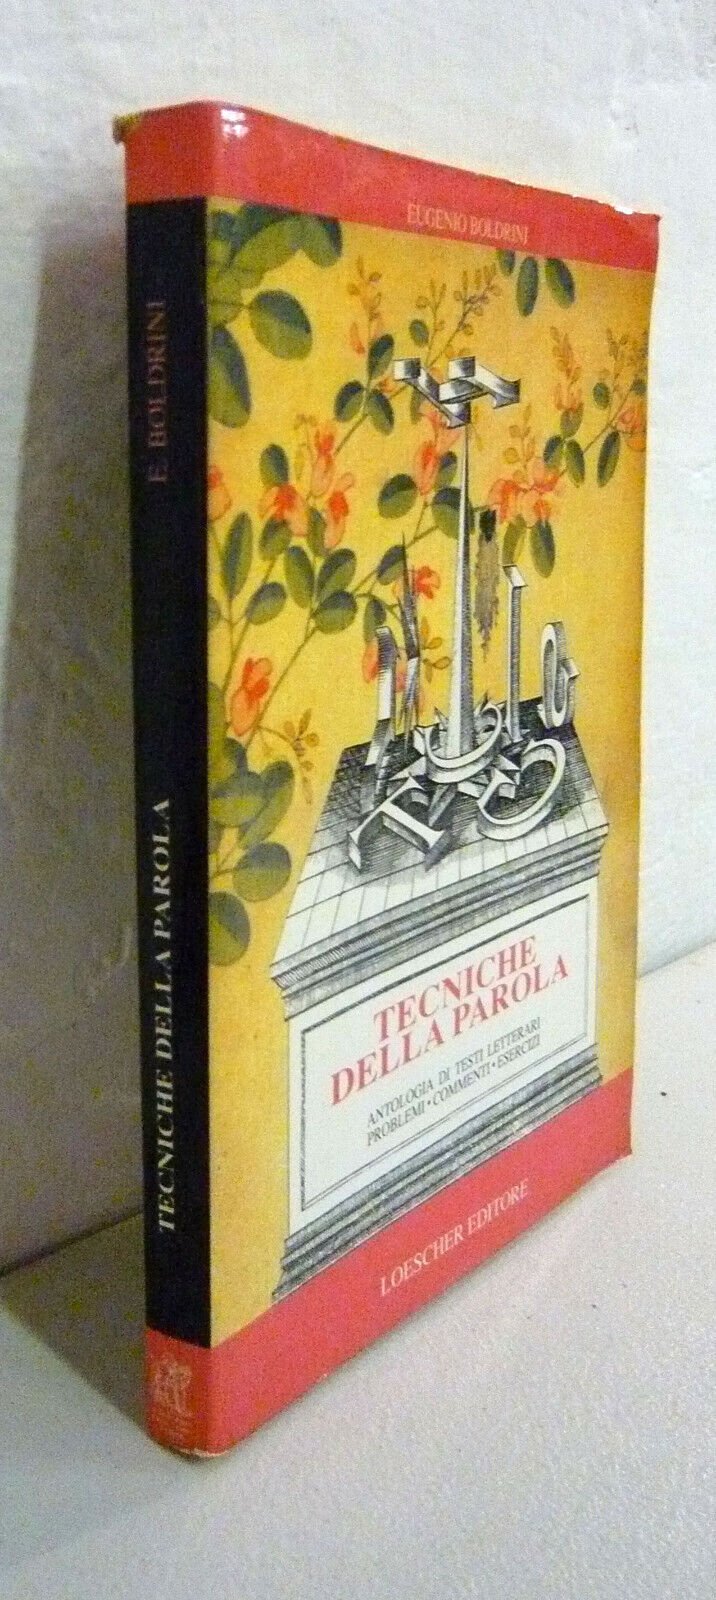 EUGENIO BOLDRINI
TECNICHE
DELLA PAROLA
ANTOLOGIA DI TESTI LETTERARI
PROBLEMI • COMMENTI • ESERCIZI
LOESCHER EDITORE
E. BOLDRINI
TECNICHE DELLA PAROLA